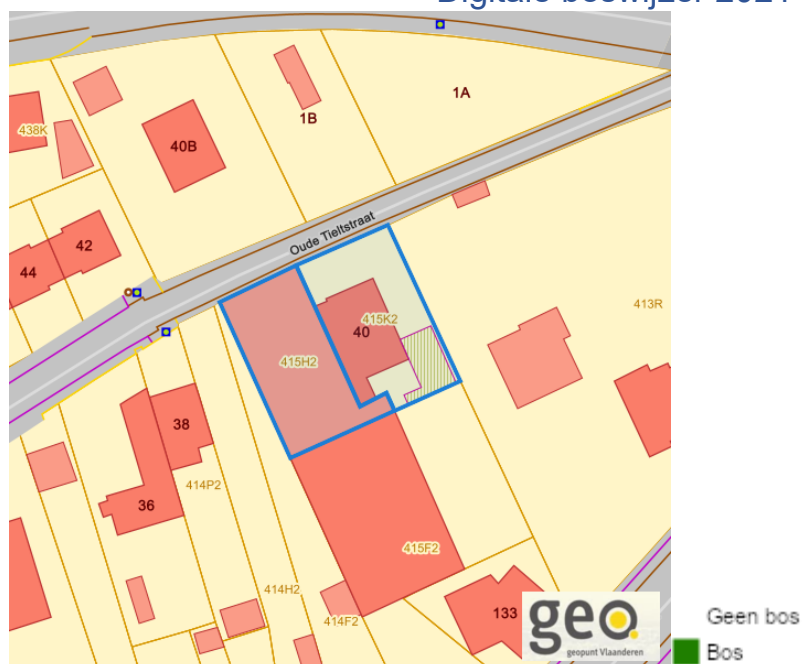 1A
1B
438K
40B
Oude Tieltstraat
42
44
413R
415K2
40
415H2
38
414P2
36
415F2
414H2
414F2
133
geo
geopunt Vlaanderen
Geen bos
Bos